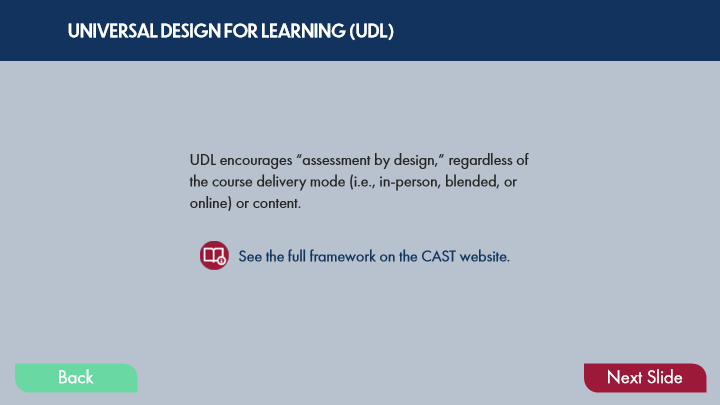 UNIVERSAL DESIGN FOR LEARNING (UDL)
UDL encourages “assessment by design,” regardless of
the course delivery mode (i.e., in-person, blended, or
online) or content.
See the full framework on the CAST website.
Back
Next Slide